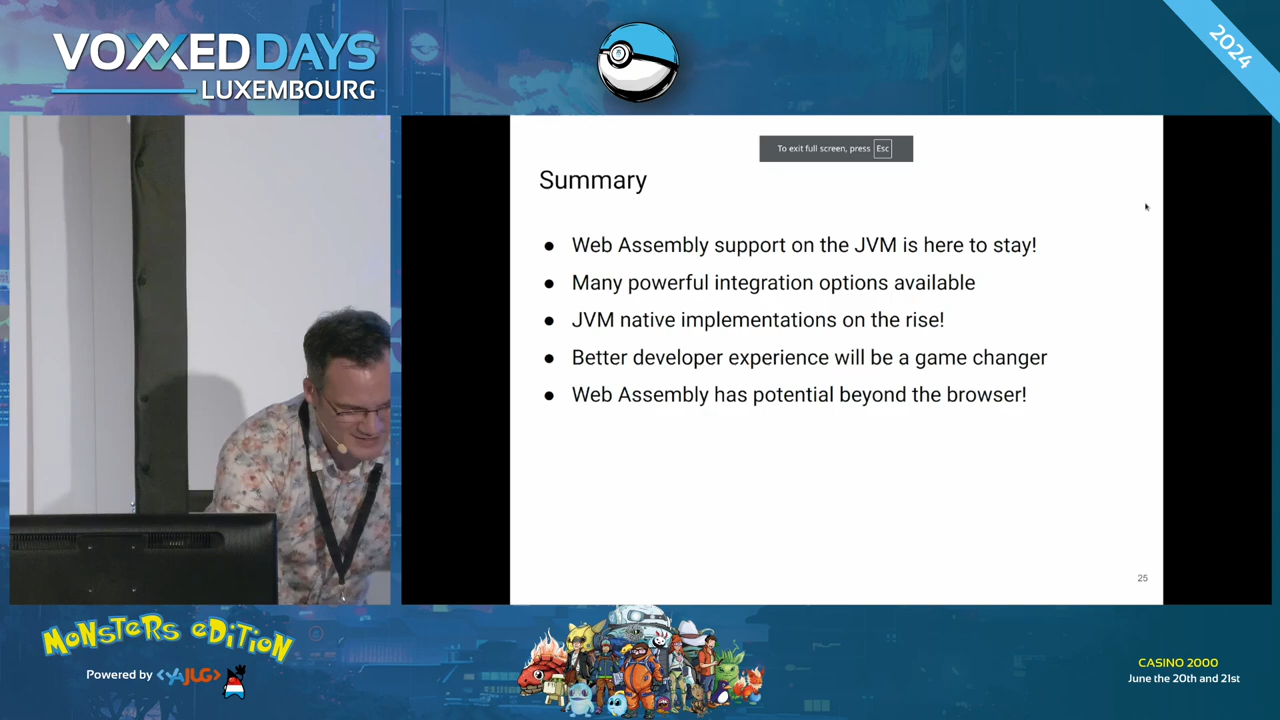 VOXXEDDAYS
LUXEMBOURG
2024
To exit full screen, press Esc
Summary
● Web Assembly support on the JVM is here to stay!
● Many powerful integration options available
● JVM native implementations on the rise!
● Better developer experience will be a game changer
● Web Assembly has potential beyond the browser!
25
MONSTERS EDITION
Powered by <YAJUG>
CASINO 2000
June the 20th and 21st